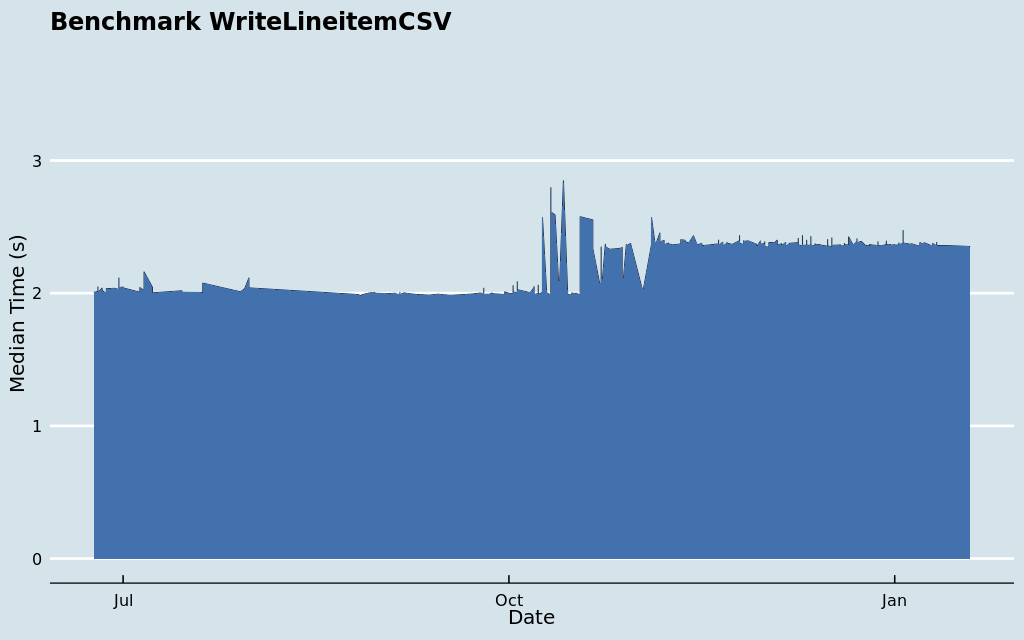 Benchmark WriteLineitemCSV
3
2
1
0
Median Time (s)
Jul
Oct
Jan
Date